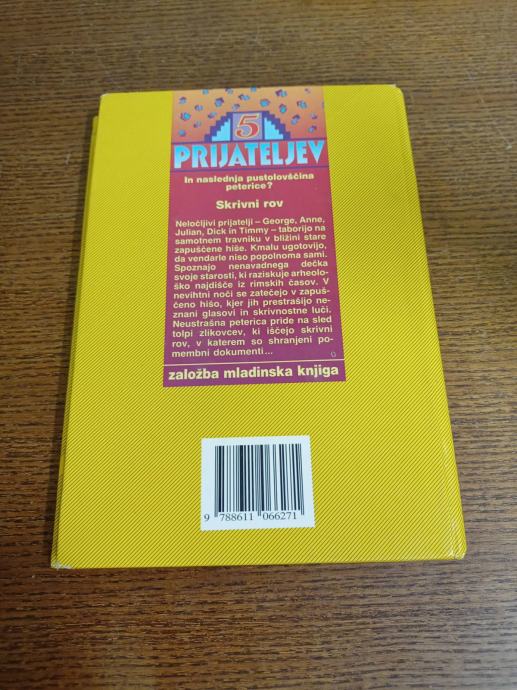 5
PRIJATELJEV
In naslednja pustolovščina
peterice?
Skrivni rov
Neločljivi prijatelji – George, Anne,
Julian, Dick in Timmy – taborijo na
samotnem travniku v bližini stare
zapuščene hiše. Kmalu ugotovijo,
da vendarle niso popolnoma sami.
Spoznajo nenavadnega dečka
svoje starosti, ki raziskuje arheolo-
ško najdišče iz rimskih časov. V
nevihtni noči se zatečejo v zapuš-
čeno hišo, kjer jih prestrašijo ne-
znani glasovi in skrivnostne luči.
Neustrašna peterica pride na sled
tolpi zlikovcev, ki iščejo skrivni
rov, v katerem so shranjeni po-
membni dokumenti...
založba mladinska knjiga
9 788611 066271